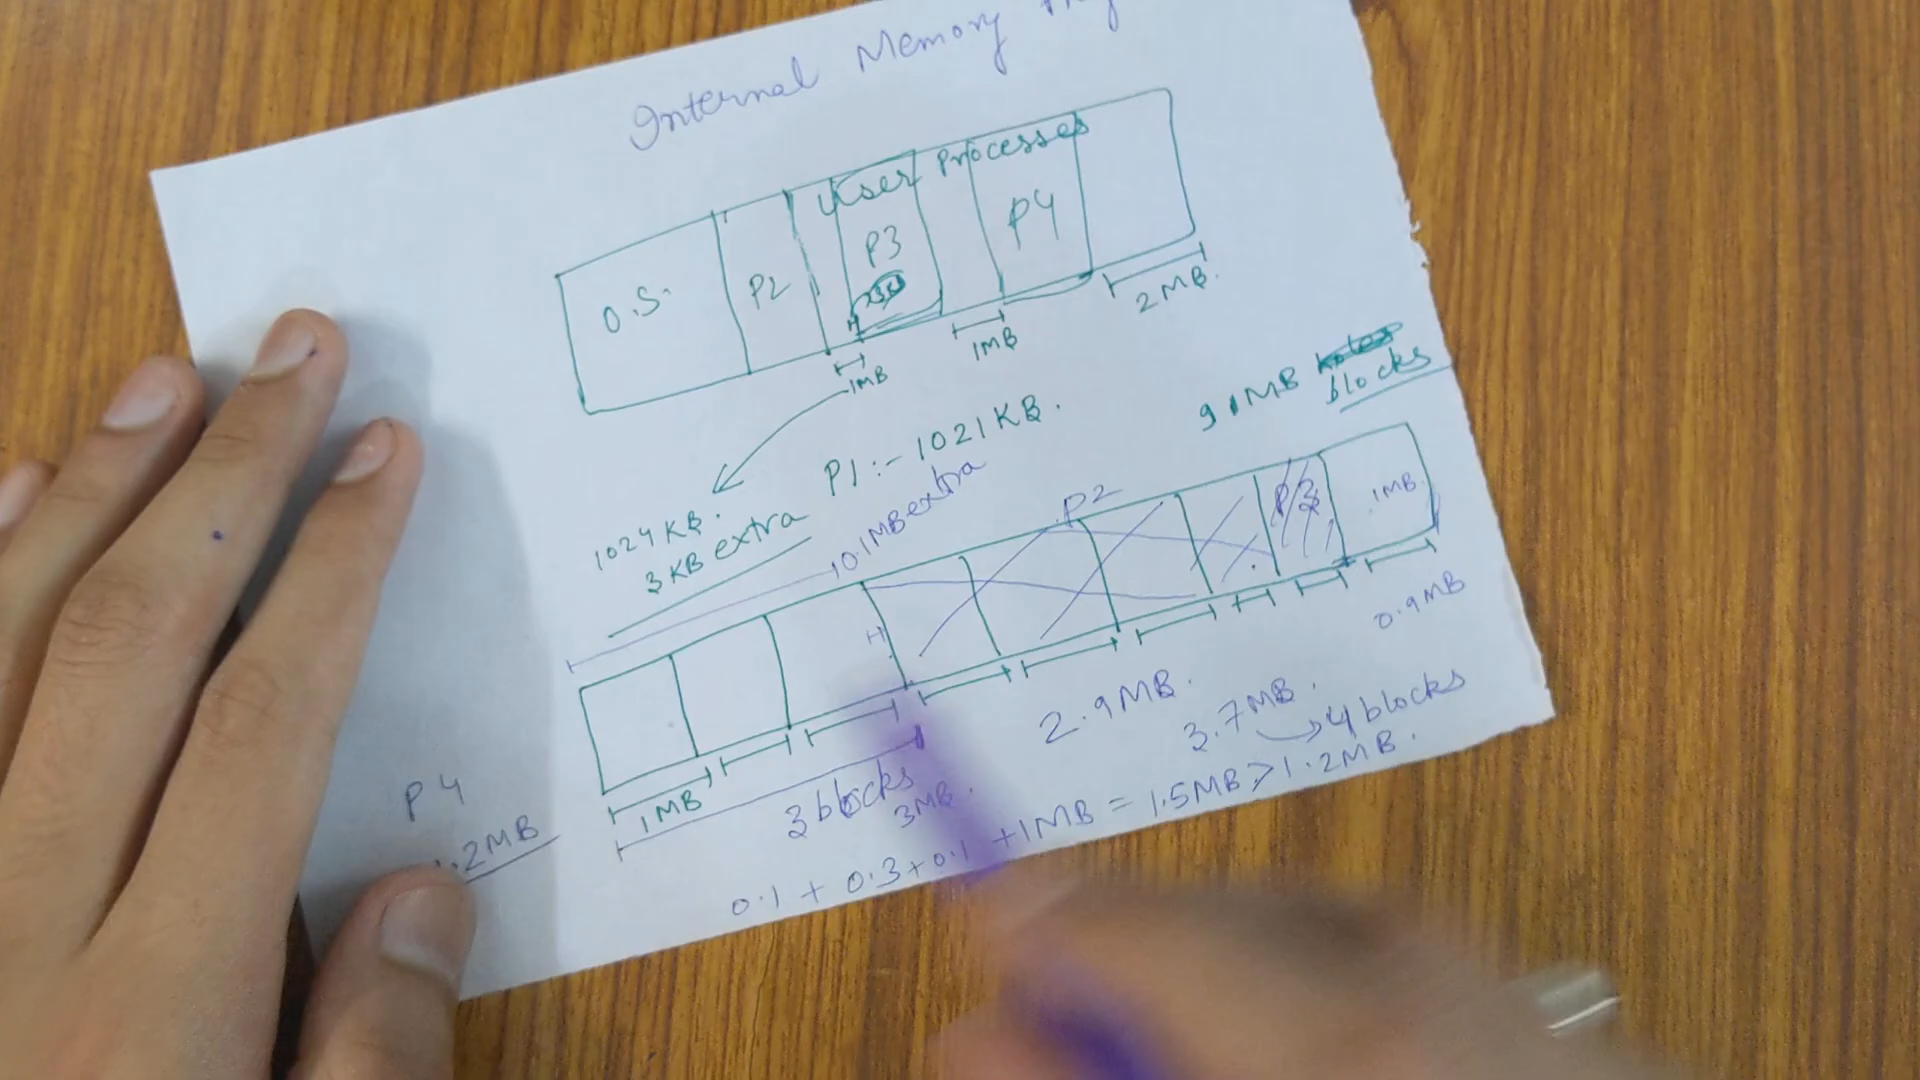 Internal Memory
User Processes
O.S.
P2
P3
P4
1MB
1MB
2MB.
1024KB.
3KB extra
P1:- 1021KB.
9 1MB
blocks
0.1MB extra
P2
P3
1MB.
1MB
3 blocks
3MB.
2.9MB.
3.7MB.
→ 4 blocks
0.9MB
P4
.2MB
0.1 + 0.3 + 0.1 + 1MB = 1.5MB > 1.2MB.